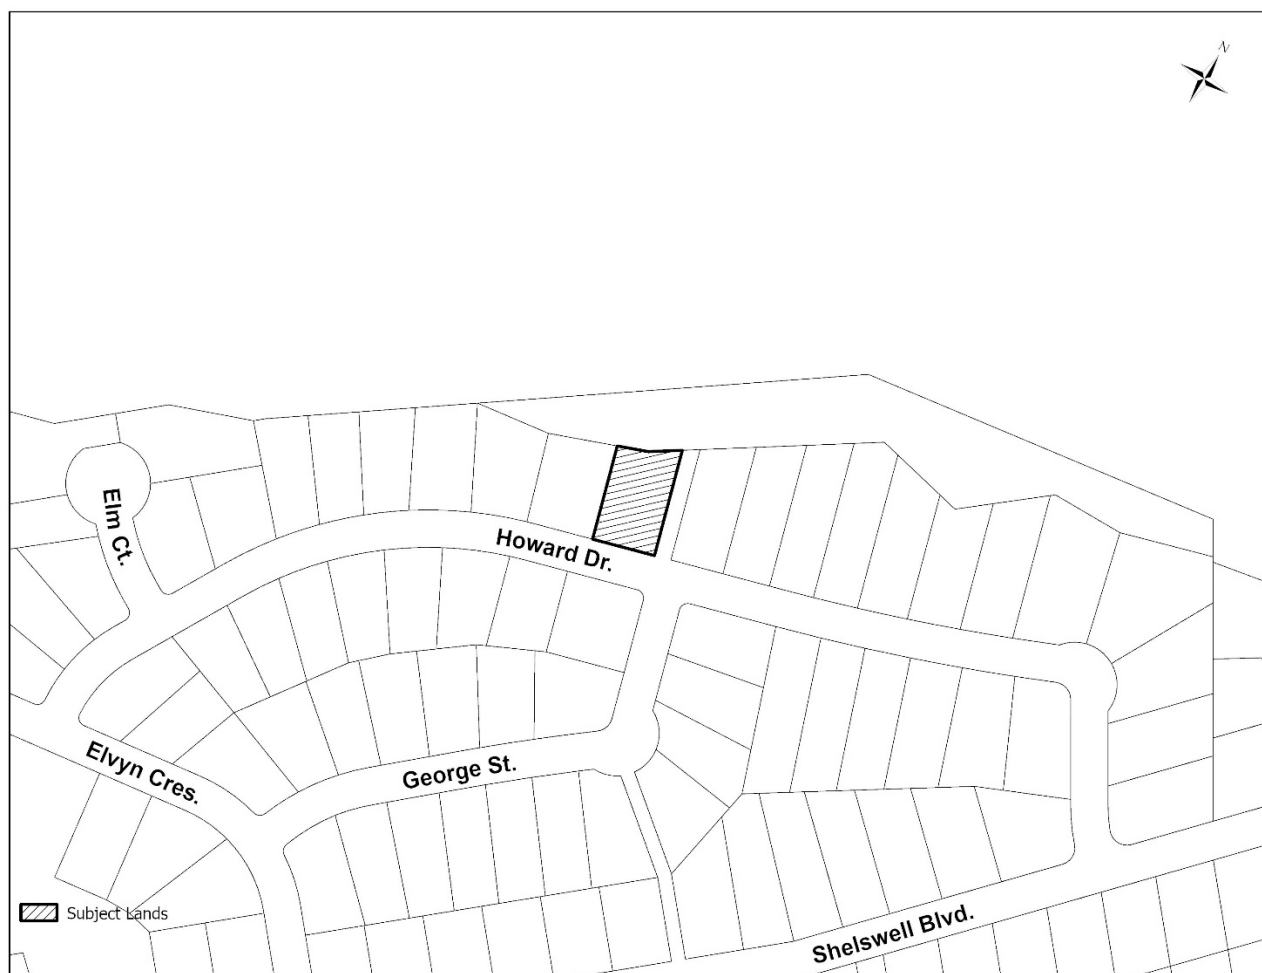 N
Elm Ct.
Howard Dr.
Elvyn Cres.
George St.
Subject Lands
Shelswell Blvd.